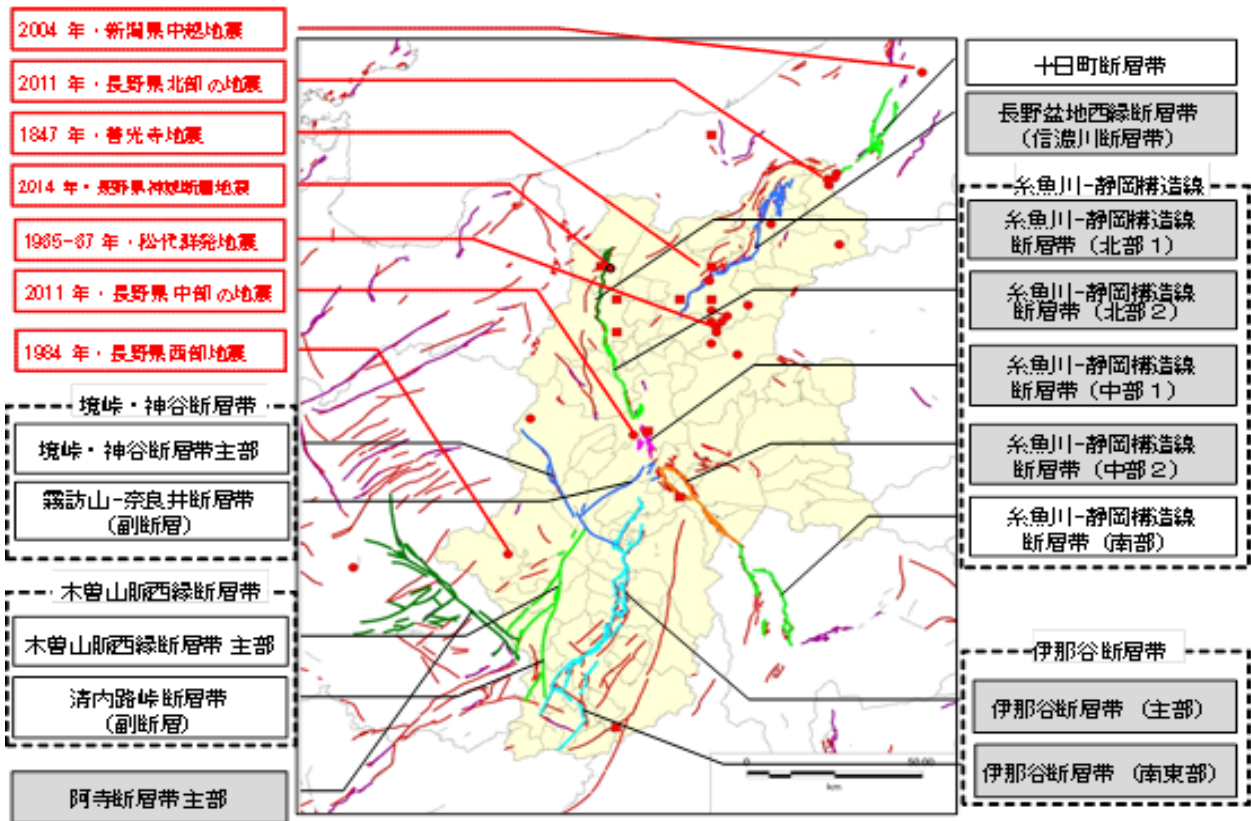 2004 年・新潟県中越地震
2011 年・長野県北部の地震
1847 年・善光寺地震
2014 年・長野県神城断層地震
1965-67 年・松代群発地震
2011 年・長野県中部の地震
1984 年・長野県西部地震
境峠・神谷断層帯
境峠・神谷断層帯主部
霧訪山-奈良井断層帯
(副断層)
木曽山脈西縁断層帯
木曽山脈西縁断層帯 主部
清内路峠断層帯
(副断層)
阿寺断層帯主部
十日町断層帯
長野盆地西縁断層帯
(信濃川断層帯)
糸魚川-静岡構造線
糸魚川-静岡構造線
断層帯 (北部1)
糸魚川-静岡構造線
断層帯 (北部2)
糸魚川-静岡構造線
断層帯 (中部1)
糸魚川-静岡構造線
断層帯 (中部2)
糸魚川-静岡構造線
断層帯 (南部)
伊那谷断層帯
伊那谷断層帯 (主部)
伊那谷断層帯 (南東部)
0 50.00
km